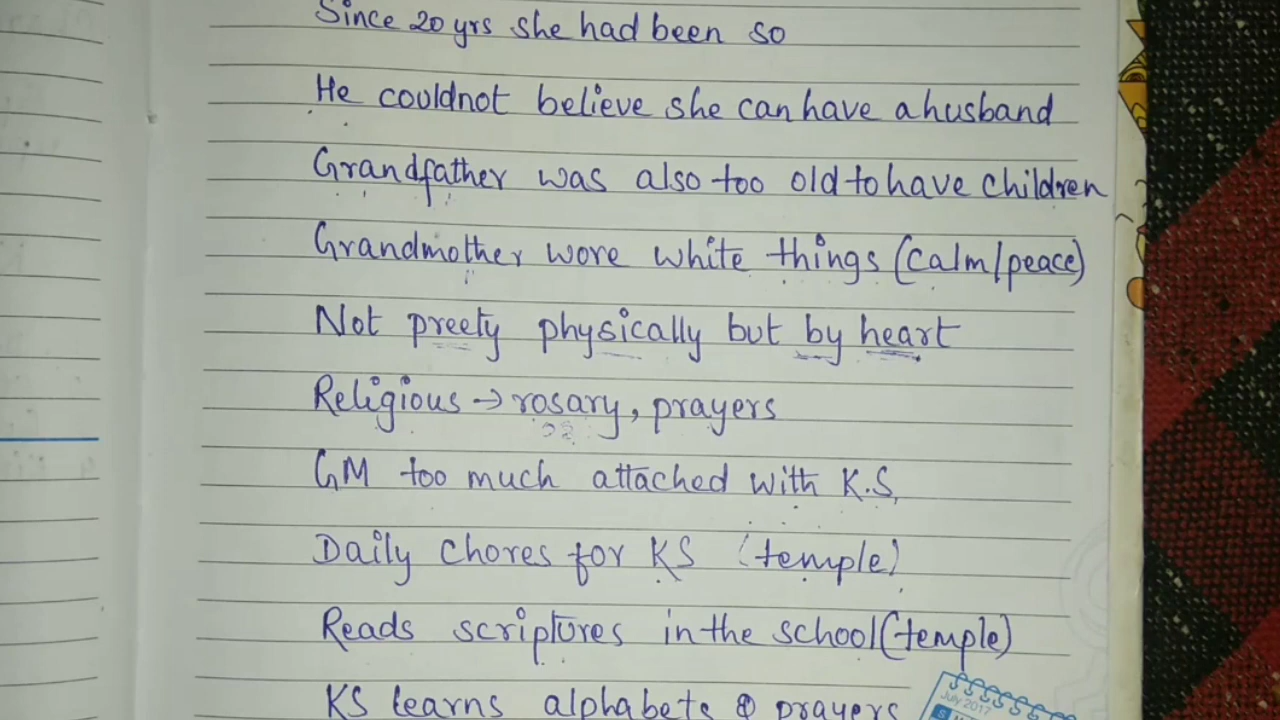 Since 20 yrs she had been so
He couldnot believe she can have a husband
Grandfather was also too old to have children
Grandmother wore white things (calm/peace)
Not preety physically but by heart
Religious → rosary, prayers
GM too much attached with K.S.
Daily chores for KS (temple)
Reads scriptures in the school (temple)
KS learns alphabets & prayers
July 2017
S